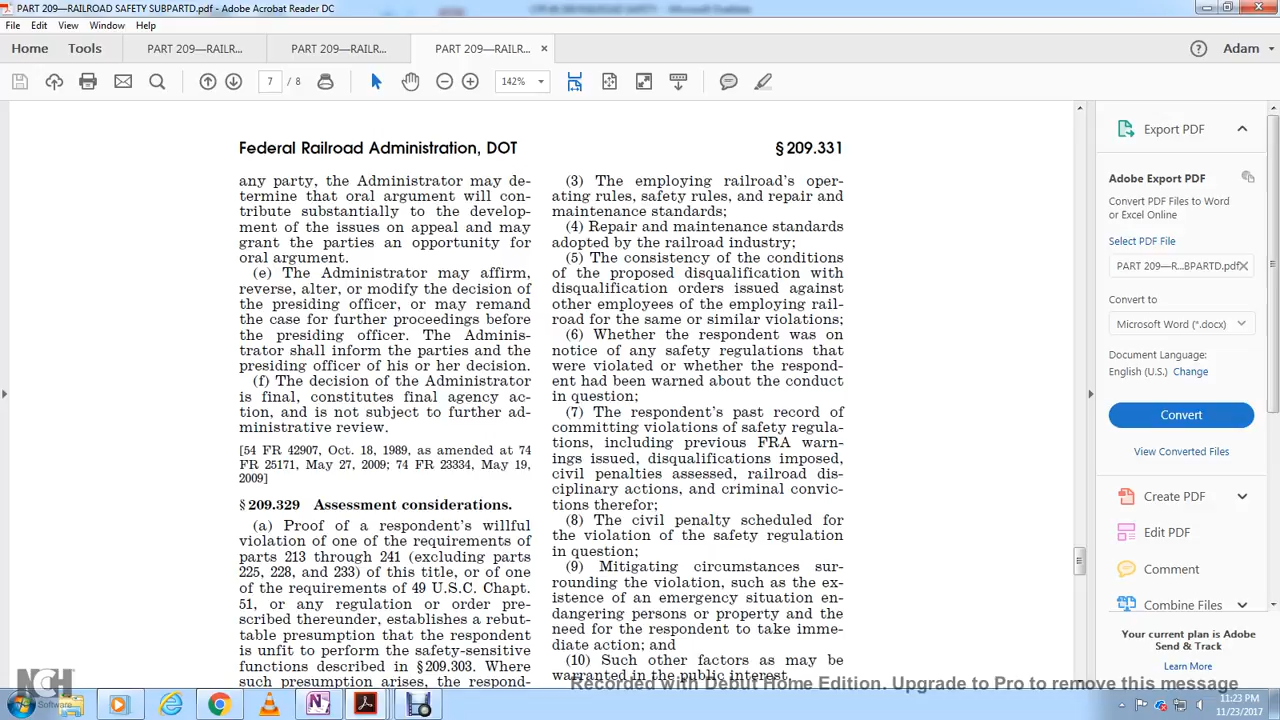 PART 209—RAILROAD SAFETY SUBPARTD.pdf - Adobe Acrobat Reader DC
File Edit View Window Help
Home Tools PART 209—RAILR... PART 209—RAILR... PART 209—RAILR... × Adam
7 / 8 142%
Federal Railroad Administration, DOT
§ 209.331
any party, the Administrator may de-
termine that oral argument will con-
tribute substantially to the develop-
ment of the issues on appeal and may
grant the parties an opportunity for
oral argument.
(e) The Administrator may affirm,
reverse, alter, or modify the decision of
the presiding officer, or may remand
the case for further proceedings before
the presiding officer. The Adminis-
trator shall inform the parties and the
presiding officer of his or her decision.
(f) The decision of the Administrator
is final, constitutes final agency ac-
tion, and is not subject to further ad-
ministrative review.
[54 FR 42907, Oct. 18, 1989, as amended at 74
FR 25171, May 27, 2009; 74 FR 23334, May 19,
2009]
§ 209.329 Assessment considerations.
(a) Proof of a respondent's willful
violation of one of the requirements of
parts 213 through 241 (excluding parts
225, 228, and 233) of this title, or of one
of the requirements of 49 U.S.C. Chapt.
51, or any regulation or order pre-
scribed thereunder, establishes a rebut-
table presumption that the respondent
is unfit to perform the safety-sensitive
functions described in § 209.303. Where
such presumption arises, the respond-
(3) The employing railroad's oper-
ating rules, safety rules, and repair and
maintenance standards;
(4) Repair and maintenance standards
adopted by the railroad industry;
(5) The consistency of the conditions
of the proposed disqualification with
disqualification orders issued against
other employees of the employing rail-
road for the same or similar violations;
(6) Whether the respondent was on
notice of any safety regulations that
were violated or whether the respond-
ent had been warned about the conduct
in question;
(7) The respondent's past record of
committing violations of safety regula-
tions, including previous FRA warn-
ings issued, disqualifications imposed,
civil penalties assessed, railroad dis-
ciplinary actions, and criminal convic-
tions therefor;
(8) The civil penalty scheduled for
the violation of the safety regulation
in question;
(9) Mitigating circumstances sur-
rounding the violation, such as the ex-
istence of an emergency situation en-
dangering persons or property and the
need for the respondent to take imme-
diate action; and
(10) Such other factors as may be
warranted in the public interest.
Export PDF
Adobe Export PDF
Convert PDF Files to Word
or Excel Online
Select PDF File
PART 209—R...BPARTD.pdf
Convert to
Microsoft Word (*.docx)
Document Language:
English (U.S.) Change
Convert
View Converted Files
Create PDF
Edit PDF
Comment
Combine Files
Your current plan is Adobe
Send & Track
Learn More
NCH Software
Recorded with Debut Home Edition. Upgrade to Pro to remove this message
11:23 PM
11/23/2017